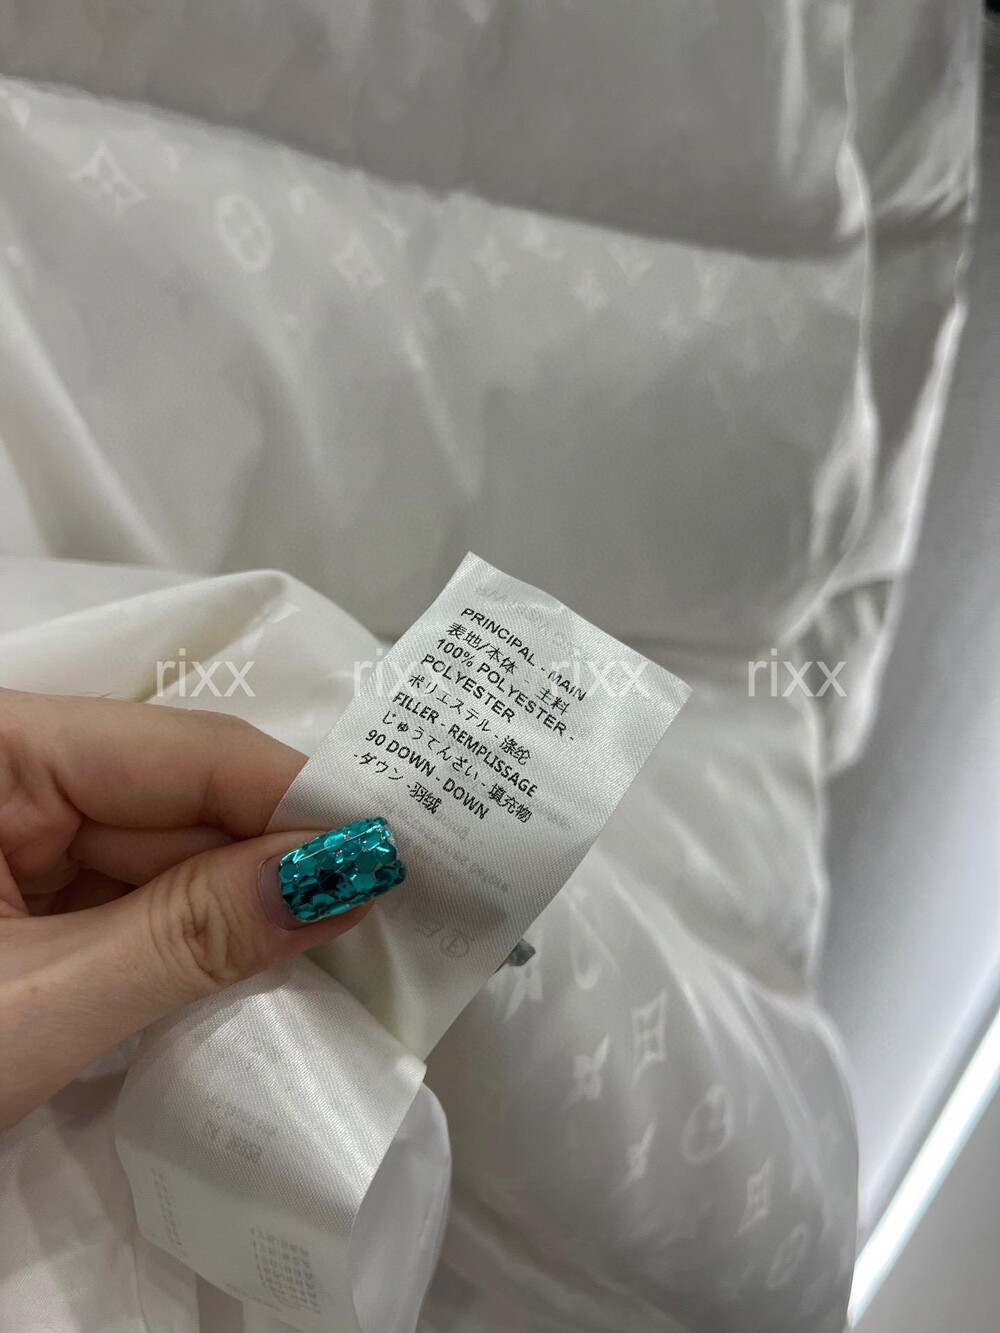 PRINCIPAL - MAIN
表地/本体 - 主料
100% POLYESTER -
POLYESTER
ポリエステル - 涤纶
FILLER - REMPLISSAGE
じゅうてんざい - 填充物
90 DOWN - DOWN
- ダウン - 羽绒
rixx rixx rixx rixx